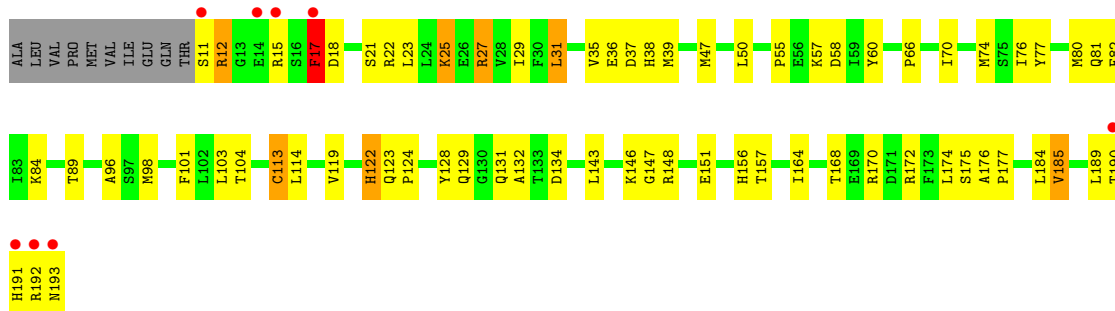 ALA LEU VAL PRO MET VAL ILE GLU GLN THR S11 R12 G13 E14 R15 S16 F17 D18 S21 R22 L23 L24 K25 E26 R27 V28 I29 F30 L31 V35 E36 D37 H38 M39 M47 L50 P55 E56 K57 D58 I59 Y60 P66 I70 M74 S75 I76 Y77 M80 Q81
I83 K84 T89 A96 S97 M98 F101 L102 L103 T104 C113 L114 V119 H122 Q123 P124 Y128 Q129 G130 Q131 A132 T133 D134 L143 K146 G147 R148 E151 H156 T157 I164 T168 E169 R170 D171 R172 F173 L174 S175 A176 P177 L184 V185 L189 T190
H191 R192 N193